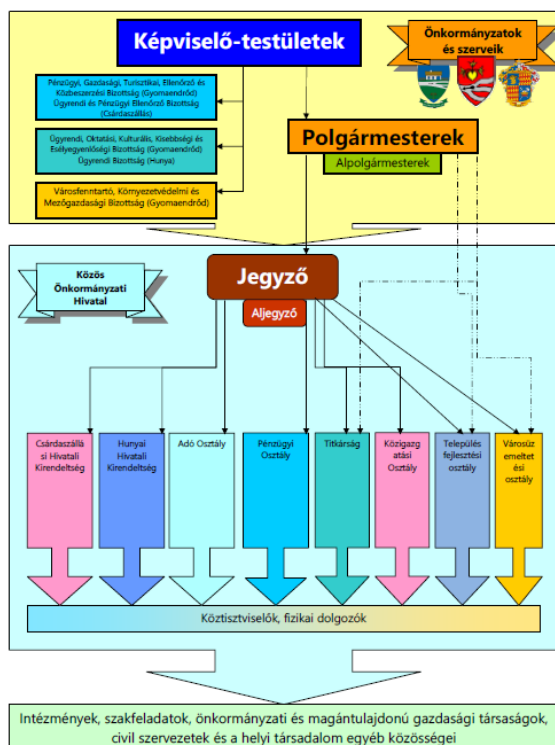 Képviselő-testületek
Önkormányzatok
és szerveik
Pénzügyi, Gazdasági, Turisztikai, Ellenőrző és
Közbeszerzési Bizottság (Gyomaendrőd)
Ügyrendi és Pénzügyi Ellenőrző Bizottság
(Csárdaszállás)
Ügyrendi, Oktatási, Kulturális, Kisebbségi és
Esélyegyenlőségi Bizottság (Gyomaendrőd)
Ügyrendi Bizottság (Hunya)
Városfenntartó, Környezetvédelmi és
Mezőgazdasági Bizottság (Gyomaendrőd)
Polgármesterek
Alpolgármesterek
Közös
Önkormányzati
Hivatal
Jegyző
Aljegyző
Csárdaszállá
si Hivatali
Kirendeltség
Hunyai
Hivatali
Kirendeltség
Adó Osztály
Pénzügyi
Osztály
Titkárság
Közigazg
atási
Osztály
Település
fejlesztési
osztály
Városüz
emeltet
ési
osztály
Köztisztviselők, fizikai dolgozók
Intézmények, szakfeladatok, önkormányzati és magántulajdonú gazdasági társaságok,
civil szervezetek és a helyi társadalom egyéb közösségei